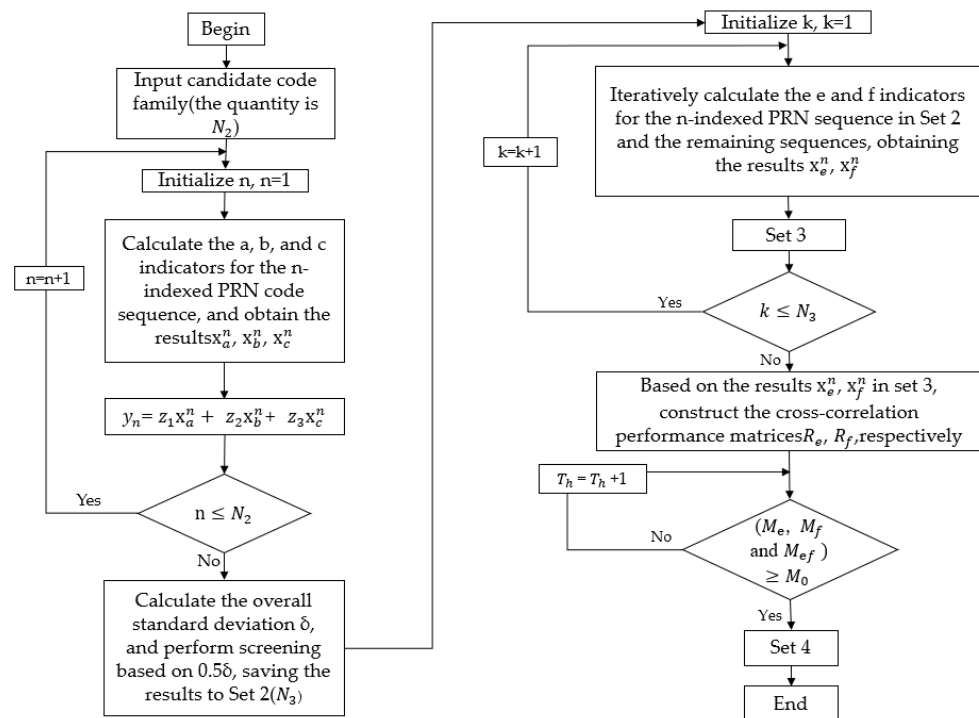 Begin
Input candidate code
family(the quantity is
N₂)
Initialize n, n=1
n=n+1
Calculate the a, b, and c
indicators for the n-
indexed PRN code
sequence, and obtain the
resultsxₐⁿ, x_b^n, x_c^n
yₙ= z₁xₐⁿ + z₂x_b^n+ z₃x_c^n
Yes
n ≤ N₂
No
Calculate the overall
standard deviation δ,
and perform screening
based on 0.5δ, saving the
results to Set 2(N₃)
Initialize k, k=1
k=k+1
Iteratively calculate the e and f indicators
for the n-indexed PRN sequence in Set 2
and the remaining sequences, obtaining
the results x_e^n, x_f^n
Set 3
Yes
k ≤ N₃
No
Based on the results x_e^n, x_f^n in set 3,
construct the cross-correlation
performance matricesR_e, R_f,respectively
T_h = T_h +1
No
(M_e, M_f
and M_ef )
≥ M₀
Yes
Set 4
End